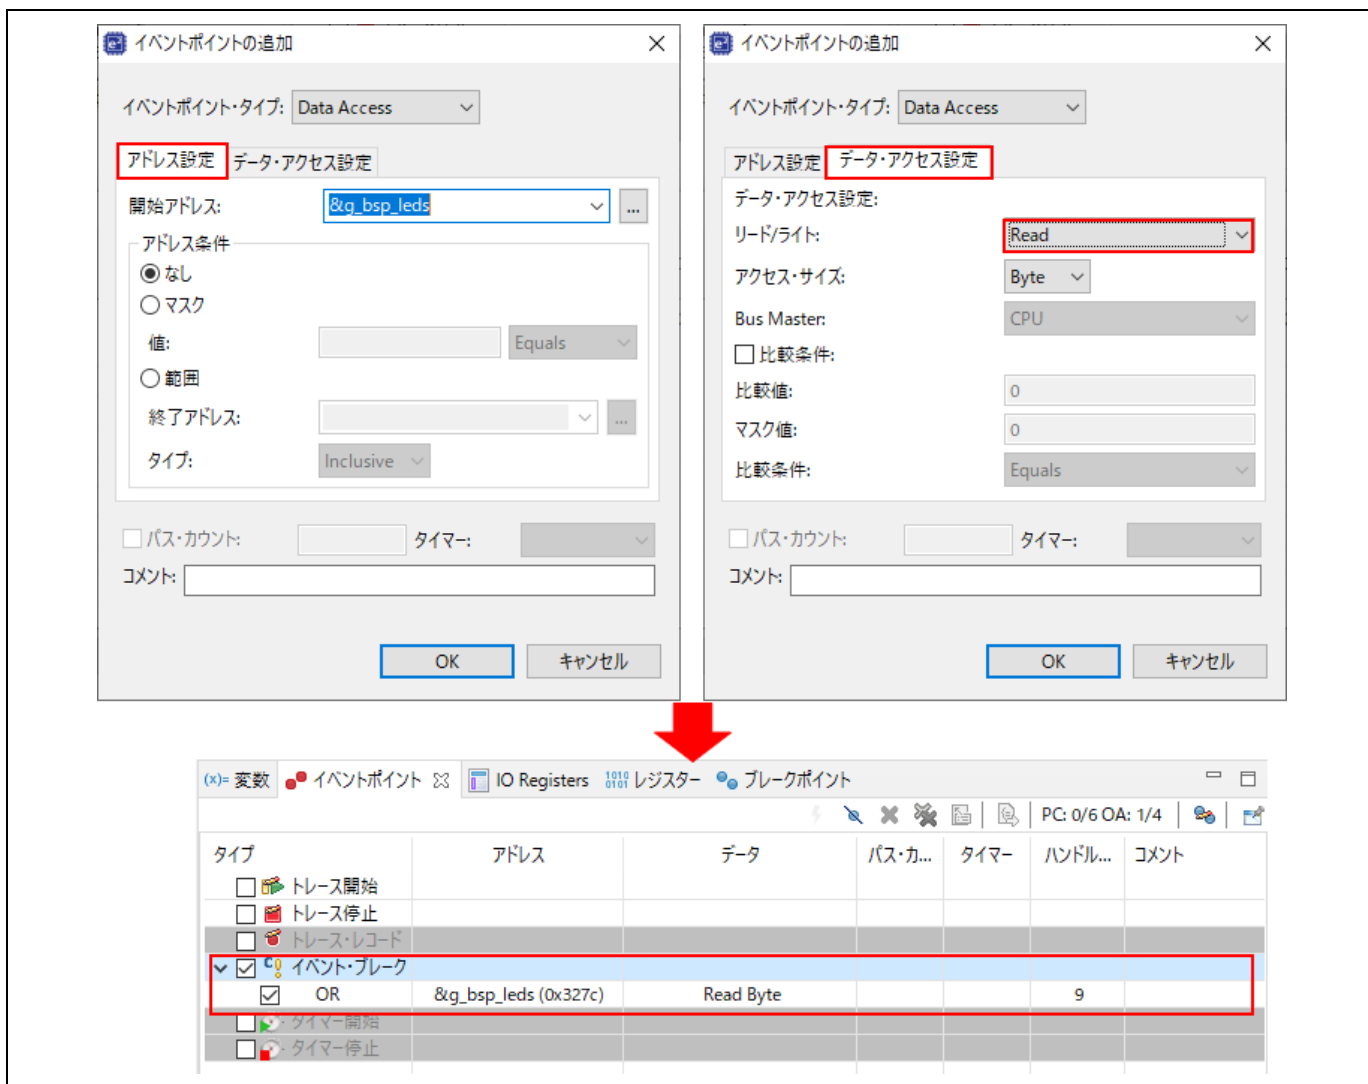 イベントポイントの追加
イベントポイント・タイプ: Data Access
アドレス設定 データ・アクセス設定
開始アドレス: &g_bsp_leds ...
アドレス条件
なし
マスク
値: Equals
範囲
終了アドレス: ...
タイプ: Inclusive
パス・カウント: タイマー:
コメント:
OK キャンセル
イベントポイントの追加
イベントポイント・タイプ: Data Access
アドレス設定 データ・アクセス設定
データ・アクセス設定:
リード/ライト: Read
アクセス・サイズ: Byte
Bus Master: CPU
比較条件:
比較値: 0
マスク値: 0
比較条件: Equals
パス・カウント: タイマー:
コメント:
OK キャンセル
(x)= 変数 イベントポイント IO Registers 1010 0101 レジスター ブレークポイント
PC: 0/6 OA: 1/4
タイプ アドレス データ パス・カ... タイマー ハンドル... コメント
トレース開始
トレース停止
トレース・レコード
イベント・ブレーク
OR &g_bsp_leds (0x327c) Read Byte 9
タイマー開始
タイマー停止